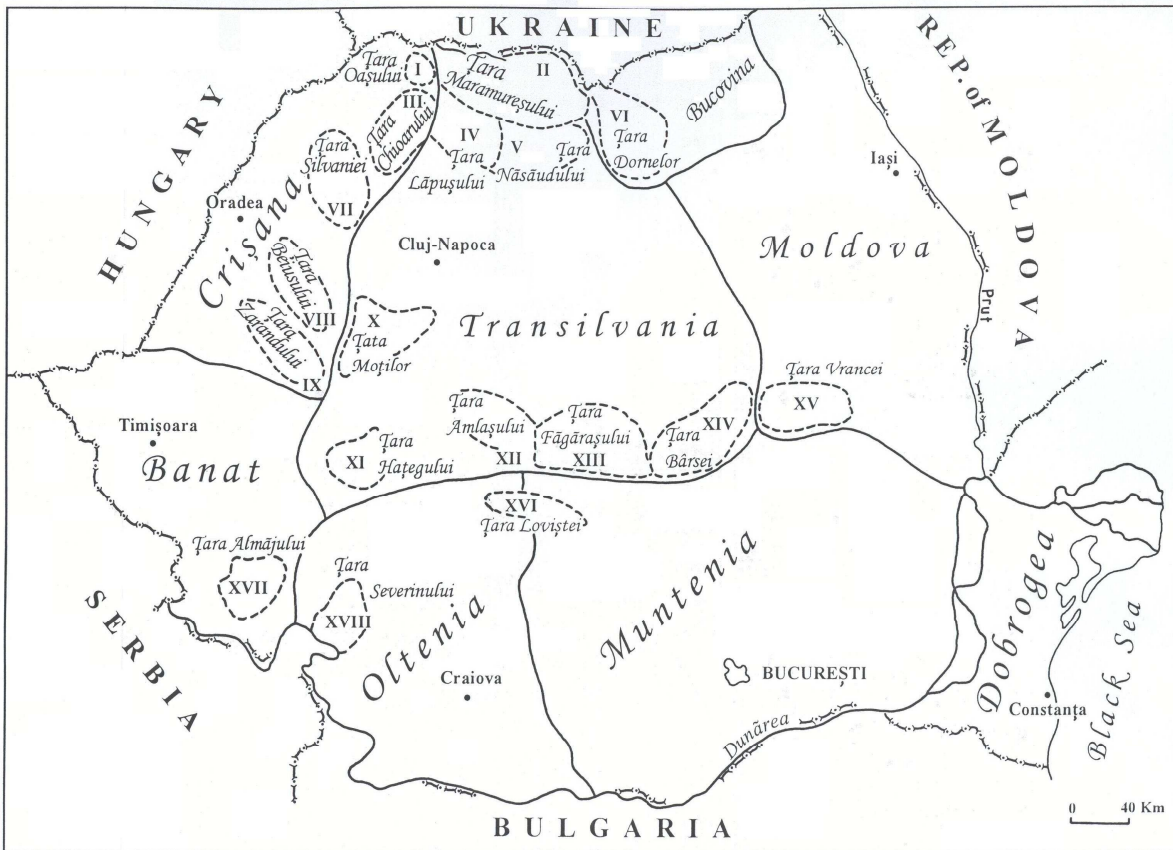 UKRAINE
HUNGARY
REP. of MOLDOVA
SERBIA
BULGARIA
Black Sea
Țara
Oașului
I
Țara
Maramureșului
II
III
Țara
Chioarului
IV
Țara
Lăpușului
V
Țara
Năsăudului
VI
Țara
Dornelor
Bucovina
Țara
Silvaniei
VII
Oradea
Crișana
Cluj-Napoca
Iași
Moldova
Prut
Țara
Beiușului
VIII
Țara
Zarandului
IX
X
Țata
Moților
Transilvania
Timișoara
Banat
XI
Țara
Hațegului
Țara
Amlașului
XII
Țara
Făgărașului
XIII
XIV
Țara
Bârsei
Țara Vrancei
XV
XVI
Țara Loviștei
Țara Almăjului
XVII
Țara
Severinului
XVIII
Oltenia
Craiova
Muntenia
BUCUREȘTI
Dunărea
Dobrogea
Constanța
0 40 Km